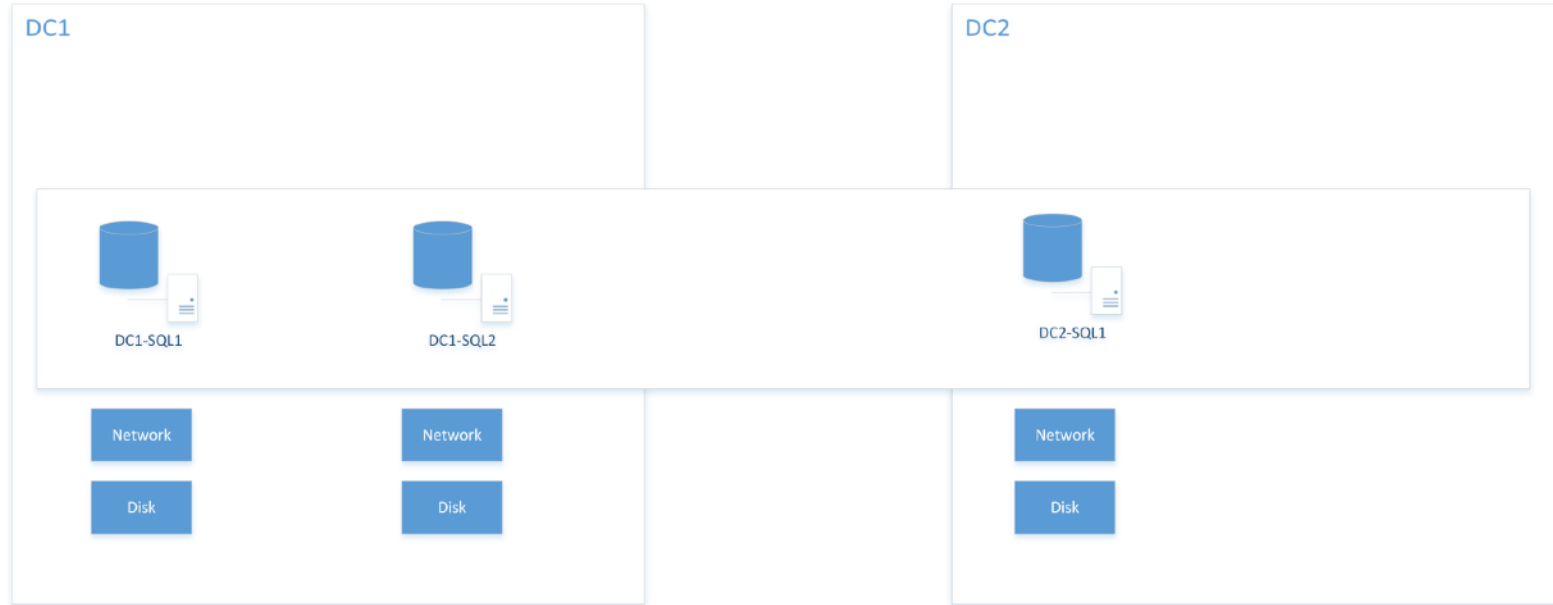 DC1
DC2
DC1-SQL1
DC1-SQL2
DC2-SQL1
Network
Network
Network
Disk
Disk
Disk